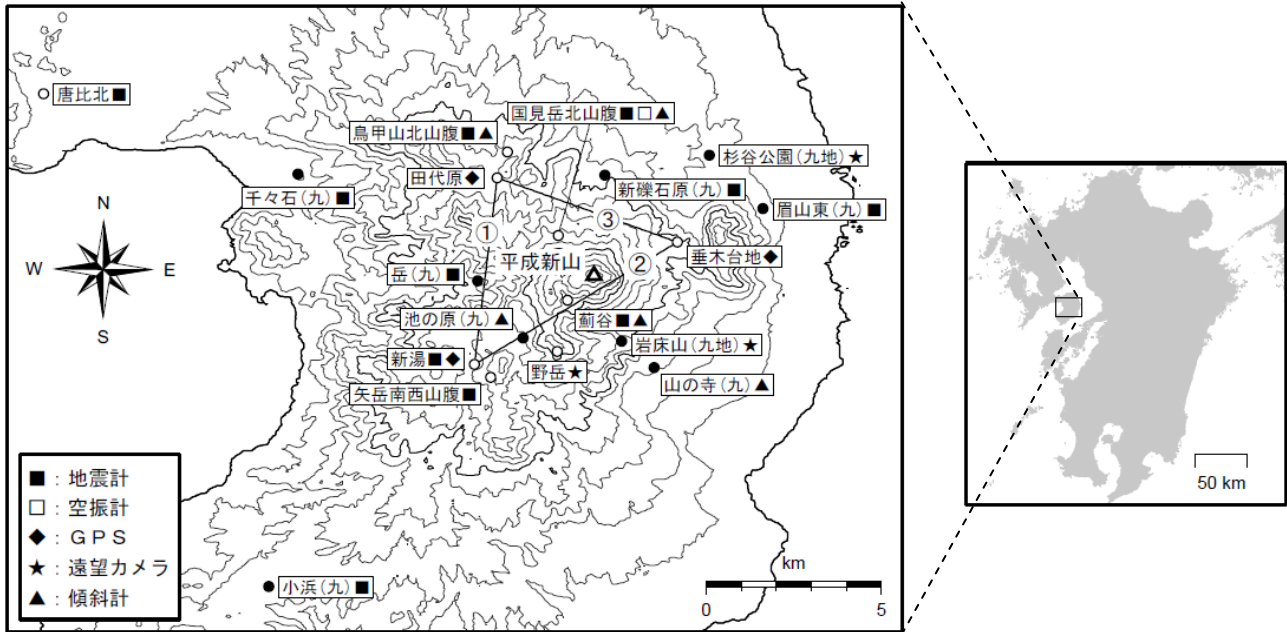 唐比北■
国見岳北山腹■□▲
鳥甲山北山腹■▲
杉谷公園(九地)★
田代原◆
千々石(九)■
新礫石原(九)■
眉山東(九)■
①
③
②
N
W
E
S
平成新山
垂木台地◆
岳(九)■
池の原(九)▲
薊谷■▲
岩床山(九地)★
新湯■◆
野岳★
山の寺(九)▲
矢岳南西山腹■
小浜(九)■
■：地震計
□：空振計
◆：ＧＰＳ
★：遠望カメラ
▲：傾斜計
km
0
5
50 km